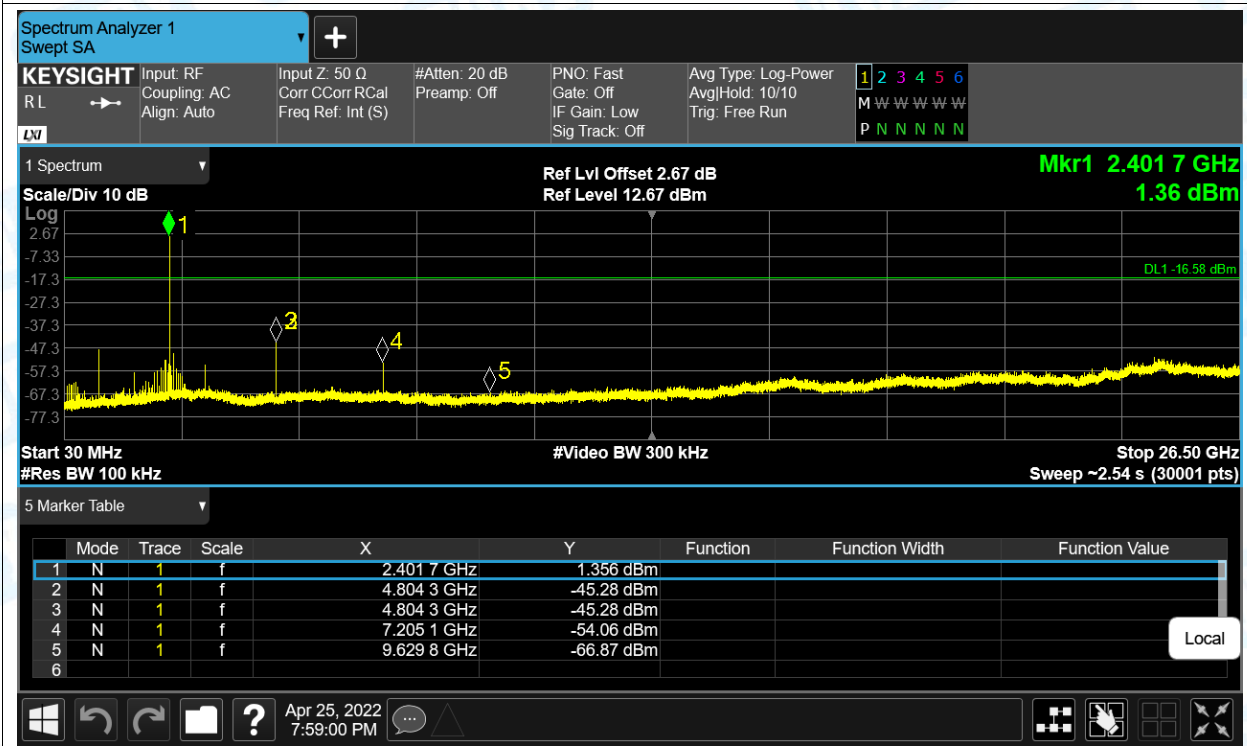 Spectrum Analyzer 1
Swept SA
KEYSIGHT
R L
LXI
Input: RF
Coupling: AC
Align: Auto
Input Z: 50 Ω
Corr CCorr RCal
Freq Ref: Int (S)
#Atten: 20 dB
Preamp: Off
PNO: Fast
Gate: Off
IF Gain: Low
Sig Track: Off
Avg Type: Log-Power
Avg|Hold: 10/10
Trig: Free Run
1 2 3 4 5 6
M W W W W W
P N N N N N
1 Spectrum
Scale/Div 10 dB
Ref Lvl Offset 2.67 dB
Ref Level 12.67 dBm
Mkr1 2.401 7 GHz
1.36 dBm
Log
2.67
-7.33
-17.3
-27.3
-37.3
-47.3
-57.3
-67.3
-77.3
1
DL1 -16.58 dBm
3
4
5
Start 30 MHz
#Video BW 300 kHz
Stop 26.50 GHz
#Res BW 100 kHz
Sweep ~2.54 s (30001 pts)
5 Marker Table
Mode Trace Scale X Y Function Function Width Function Value
1 N 1 f 2.401 7 GHz 1.356 dBm
2 N 1 f 4.804 3 GHz -45.28 dBm
3 N 1 f 4.804 3 GHz -45.28 dBm
4 N 1 f 7.205 1 GHz -54.06 dBm
5 N 1 f 9.629 8 GHz -66.87 dBm
6
Local
?
Apr 25, 2022
7:59:00 PM